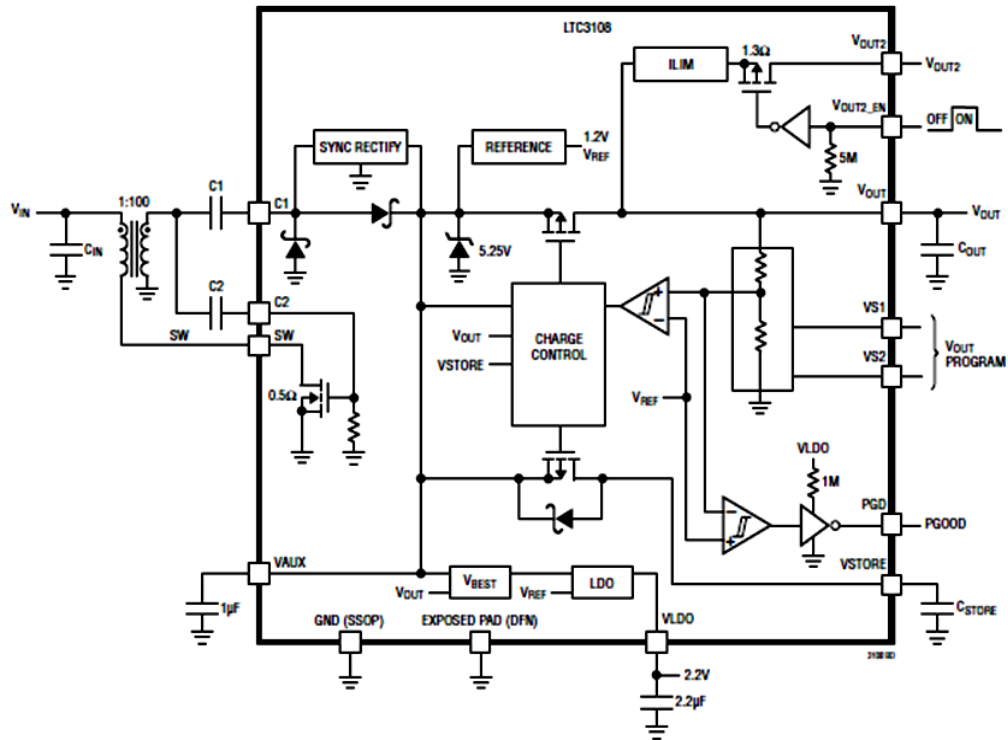 LTC3108
VOUT2
1.3Ω
ILIM
VOUT2
VOUT2_EN
OFF
ON
5M
SYNC RECTIFY
REFERENCE
1.2V
VREF
C1
C1
VIN
1:100
VOUT
VOUT
CIN
5.25V
COUT
C2
C2
SW
SW
VOUT
VSTORE
CHARGE
CONTROL
VS1
VS2
VOUT
PROGRAM
0.5Ω
VREF
VLDO
1M
PGD
PGOOD
VAUX
VSTORE
1µF
VOUT
VBEST
VREF
LDO
CSTORE
GND (SSOP)
EXPOSED PAD (DFN)
VLDO
2.2V
2.2µF